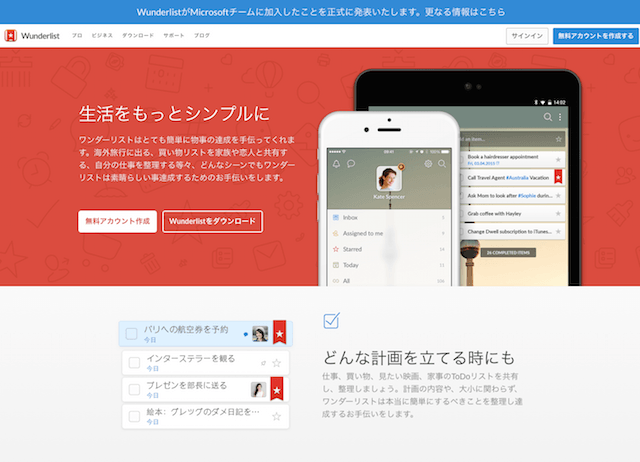 WunderlistがMicrosoftチームに加入したことを正式に発表いたします。更なる情報はこちら
Wunderlist プロ ビジネス ダウンロード サポート ブログ サインイン 無料アカウントを作成する
生活をもっとシンプルに
ワンダーリストはとても簡単に物事の達成を手伝ってくれま
す。海外旅行に出る、買い物リストを家族や恋人と共有す
る、自分の仕事を整理する等々、どんなシーンでもワンダー
リストは素晴らしい事達成するためのお手伝いをします。
無料アカウント作成 Wunderlistをダウンロード
09:41
Kate Spencer
Inbox
Assigned to me
Starred
Today
All
14:02
Book a hairdresser appointment
Call Travel Agent #Australia Vacation
Ask Mom to look after #Sophie durin...
Grab coffee with Hayley
Change Dwell subscription to iTunes...
26 COMPLETED ITEMS
パリへの航空券を予約
今日
インターステラーを観る
今日
プレゼンを部長に送る
今日
絵本：グレッグのダメ日記を…
今日
どんな計画を立てる時にも
仕事、買い物、見たい映画、家事のToDoリストを共有
し、整理しましょう。計画の内容や、大小に関わらず、
ワンダーリストは本当に簡単にするべきことを整理し達
成するお手伝いをします。